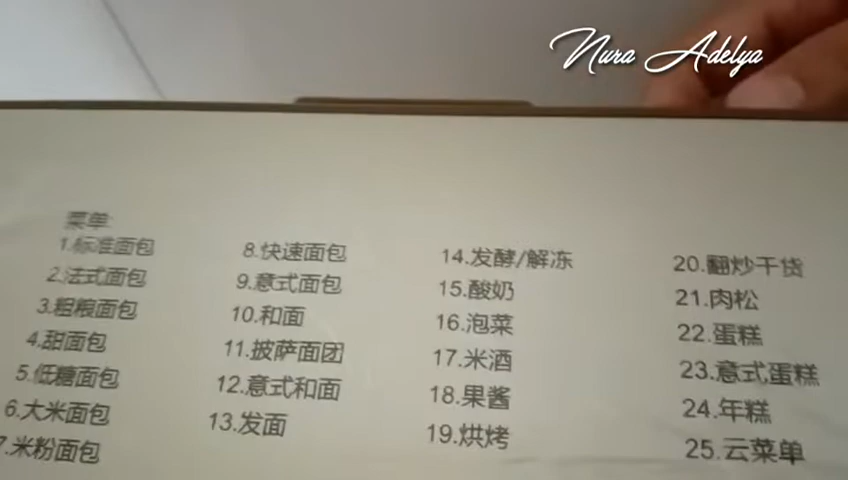 Nura Adelya
菜单:
1.标准面包
2.法式面包
3.粗粮面包
4.甜面包
5.低糖面包
6.大米面包
7.米粉面包
8.快速面包
9.意式面包
10.和面
11.披萨面团
12.意式和面
13.发面
14.发酵/解冻
15.酸奶
16.泡菜
17.米酒
18.果酱
19.烘烤
20.翻炒干货
21.肉松
22.蛋糕
23.意式蛋糕
24.年糕
25.云菜单